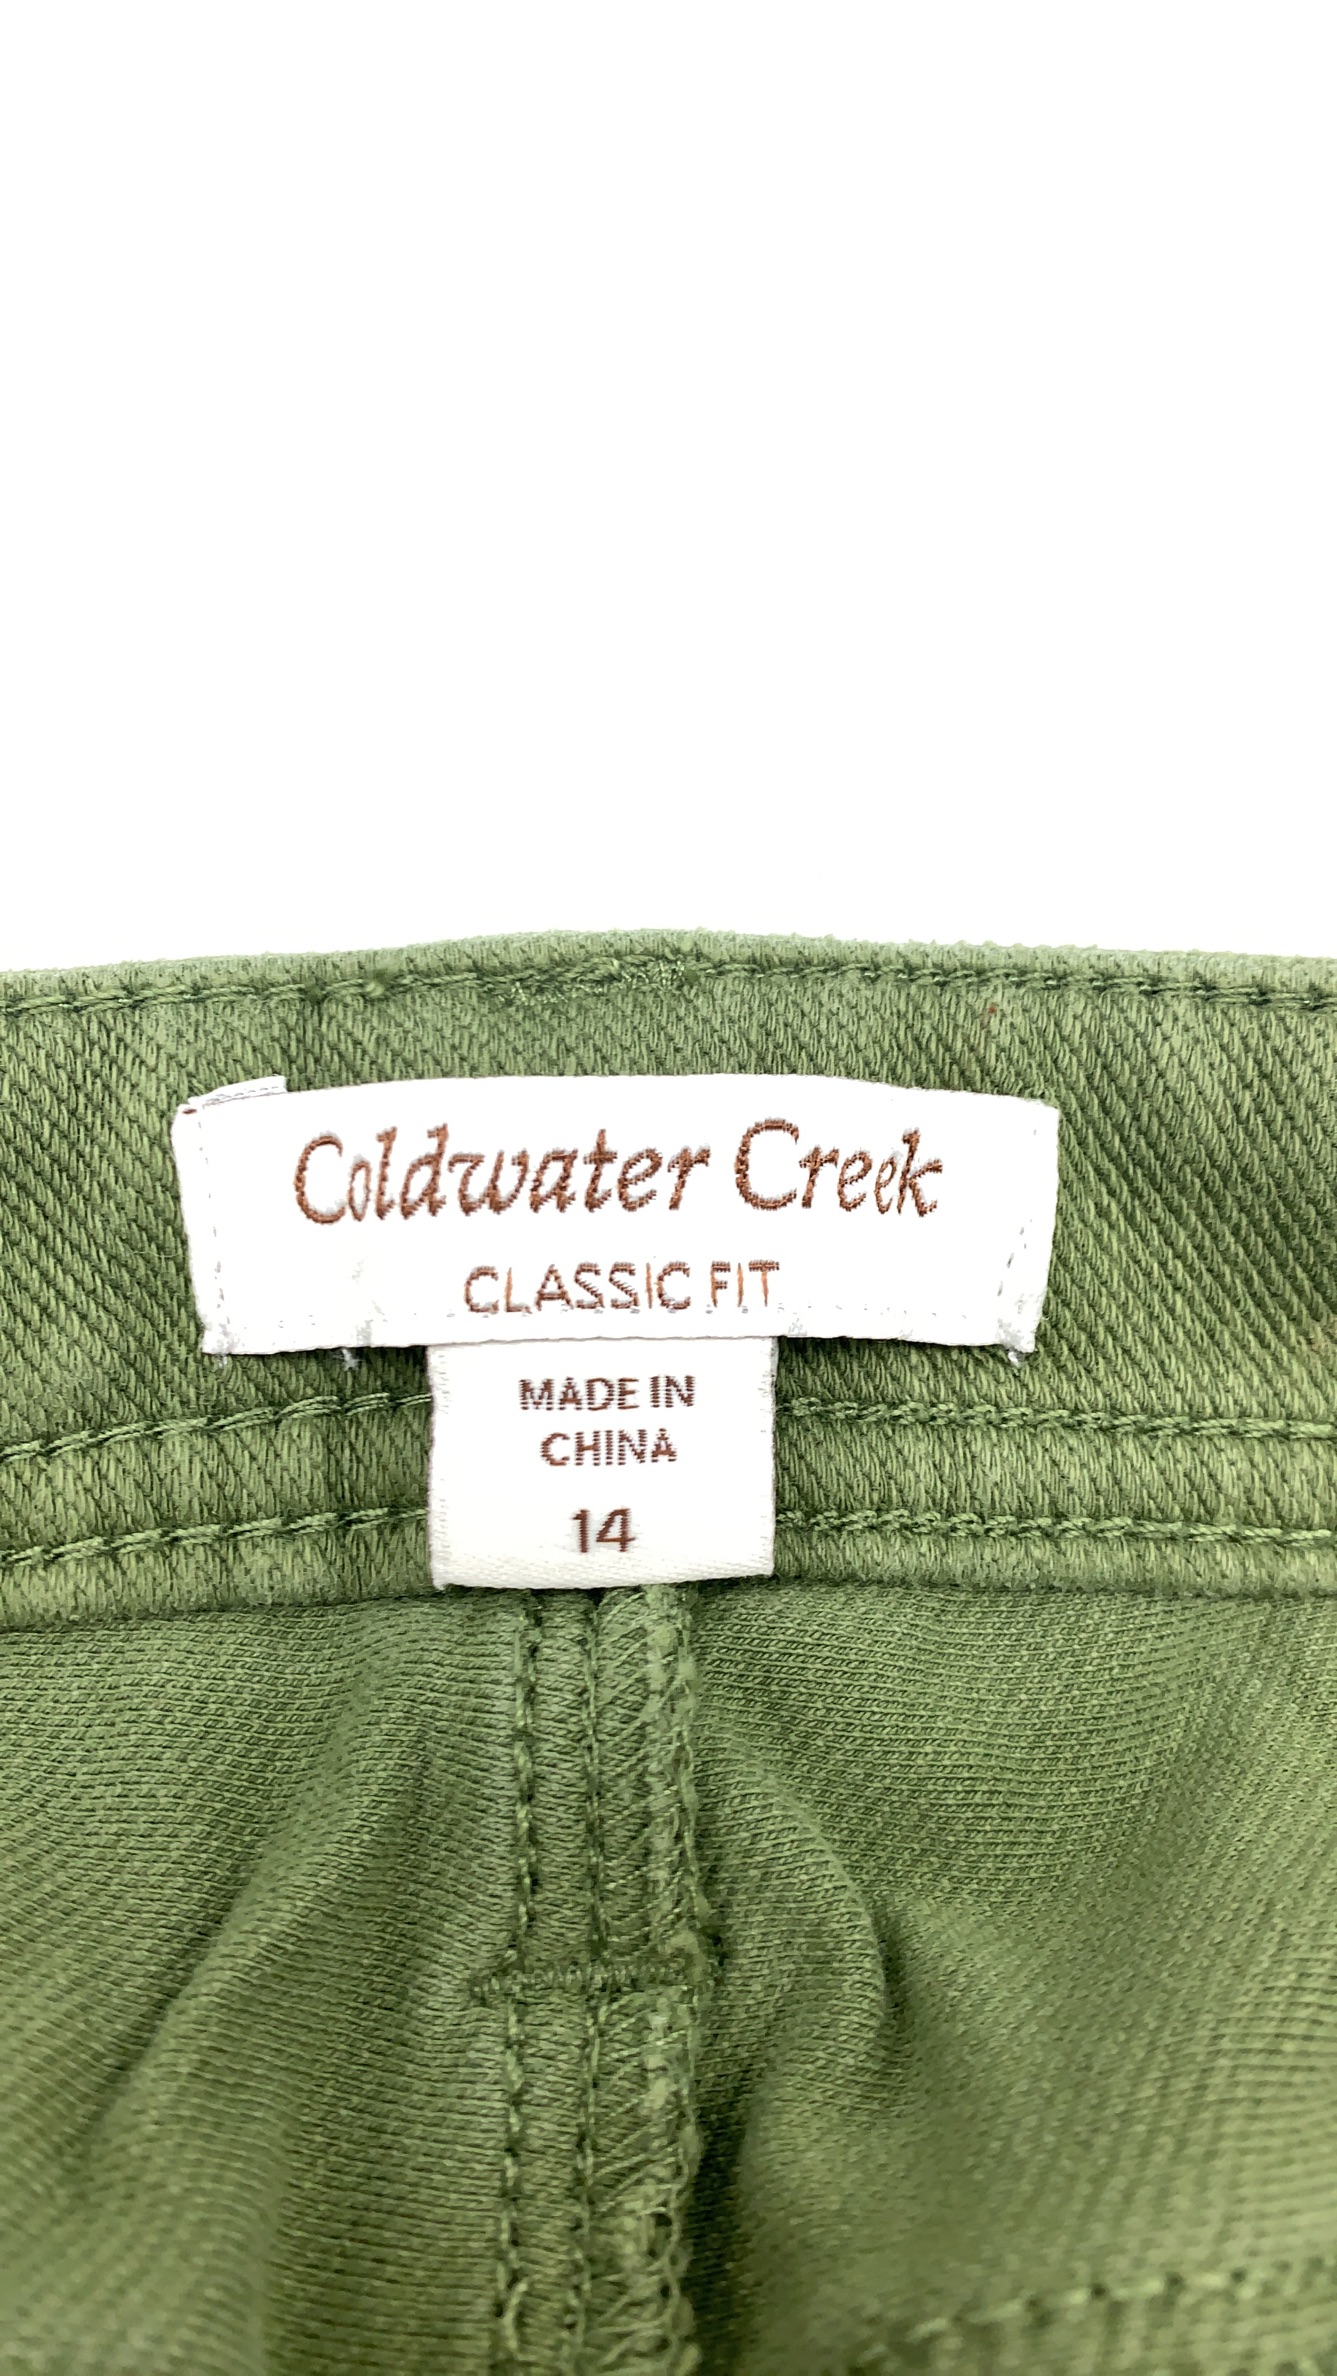 Coldwater Creek
CLASSIC FIT
MADE IN
CHINA
14